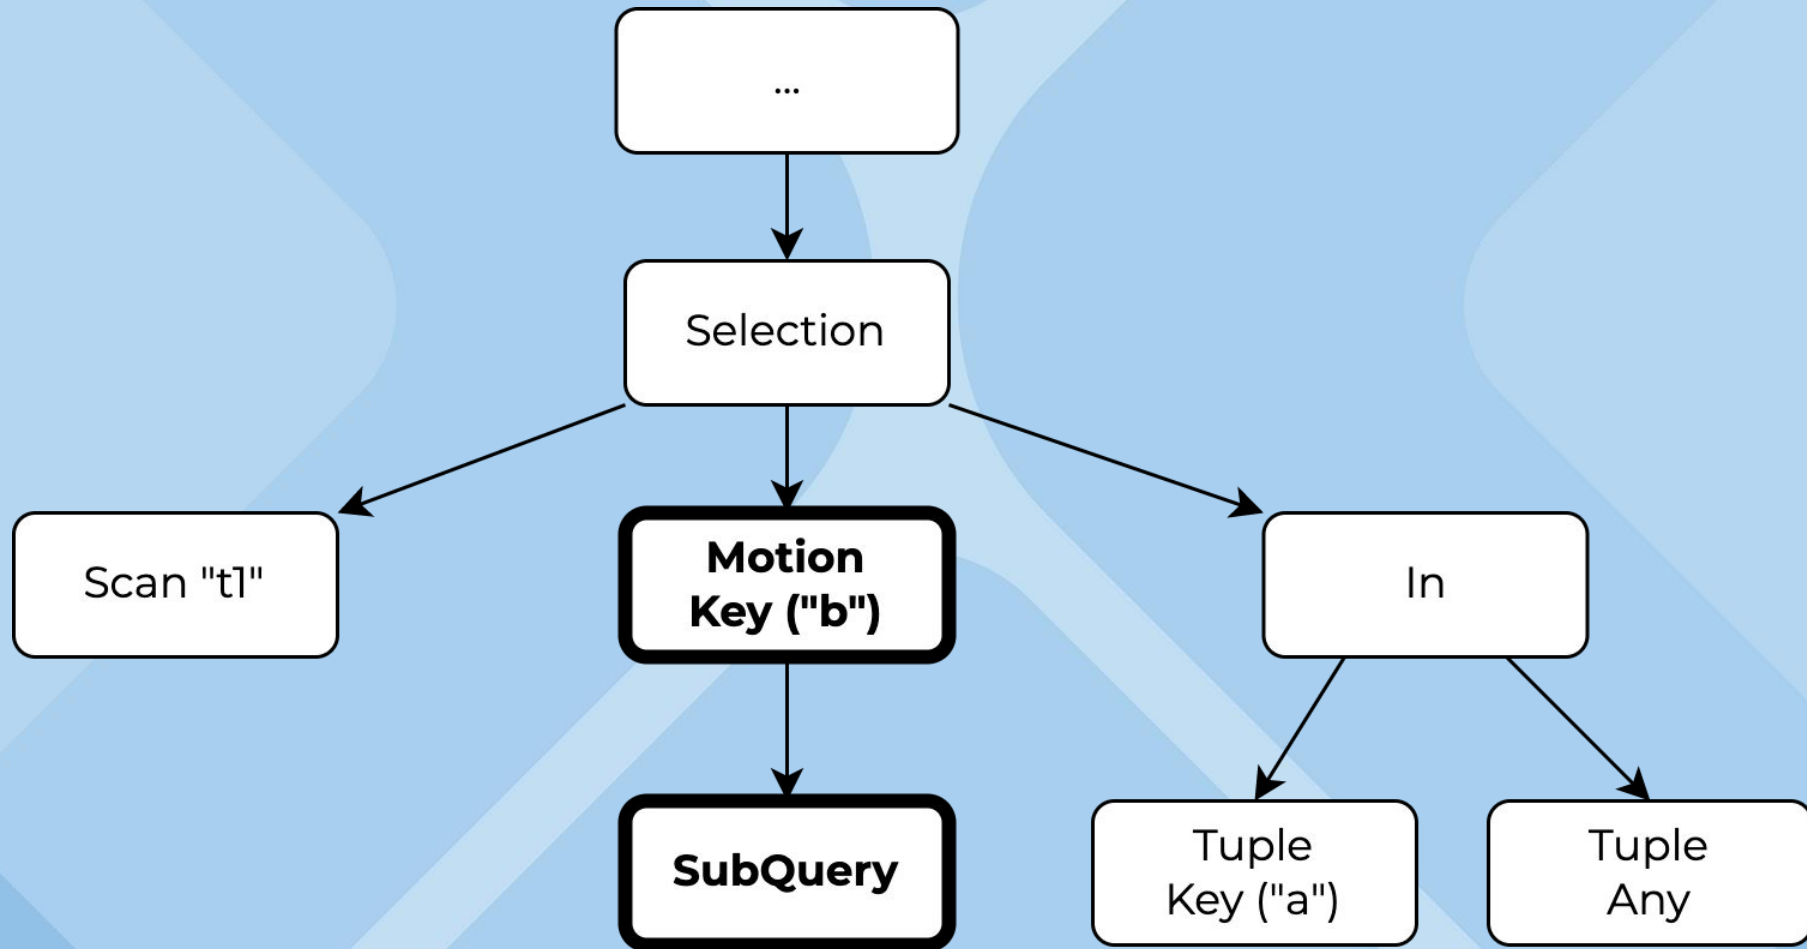 ...
Selection
Scan "t1"
Motion
Key ("b")
In
SubQuery
Tuple
Key ("a")
Tuple
Any